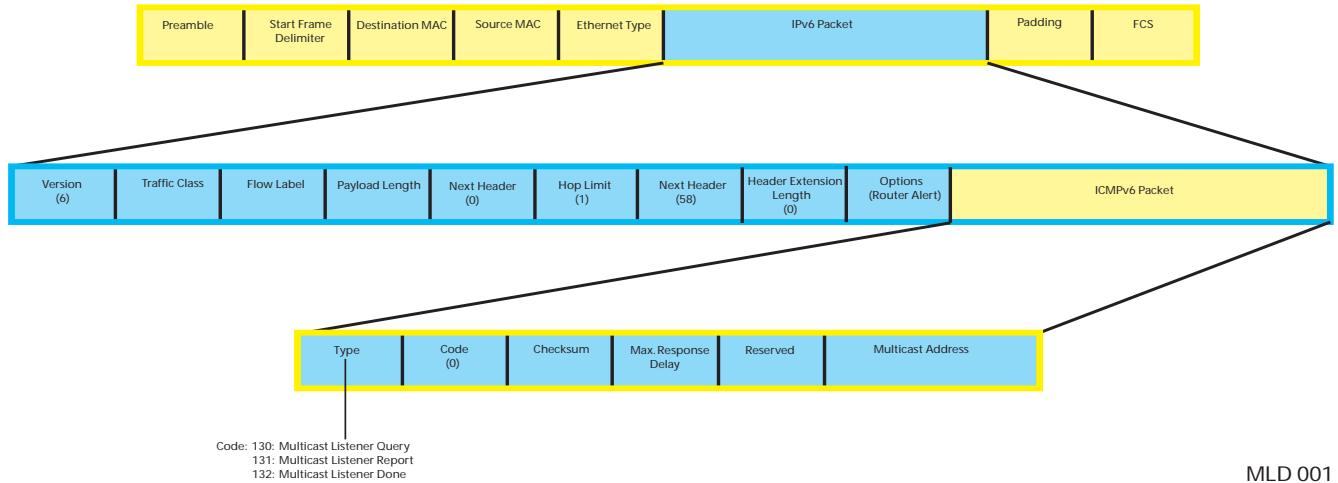 Preamble
Start Frame
Delimiter
Destination MAC
Source MAC
Ethernet Type
IPv6 Packet
Padding
FCS
Version
(6)
Traffic Class
Flow Label
Payload Length
Next Header
(0)
Hop Limit
(1)
Next Header
(58)
Header Extension
Length
(0)
Options
(Router Alert)
ICMPv6 Packet
Type
Code
(0)
Checksum
Max. Response
Delay
Reserved
Multicast Address
Code: 130: Multicast Listener Query
131: Multicast Listener Report
132: Multicast Listener Done
MLD 001